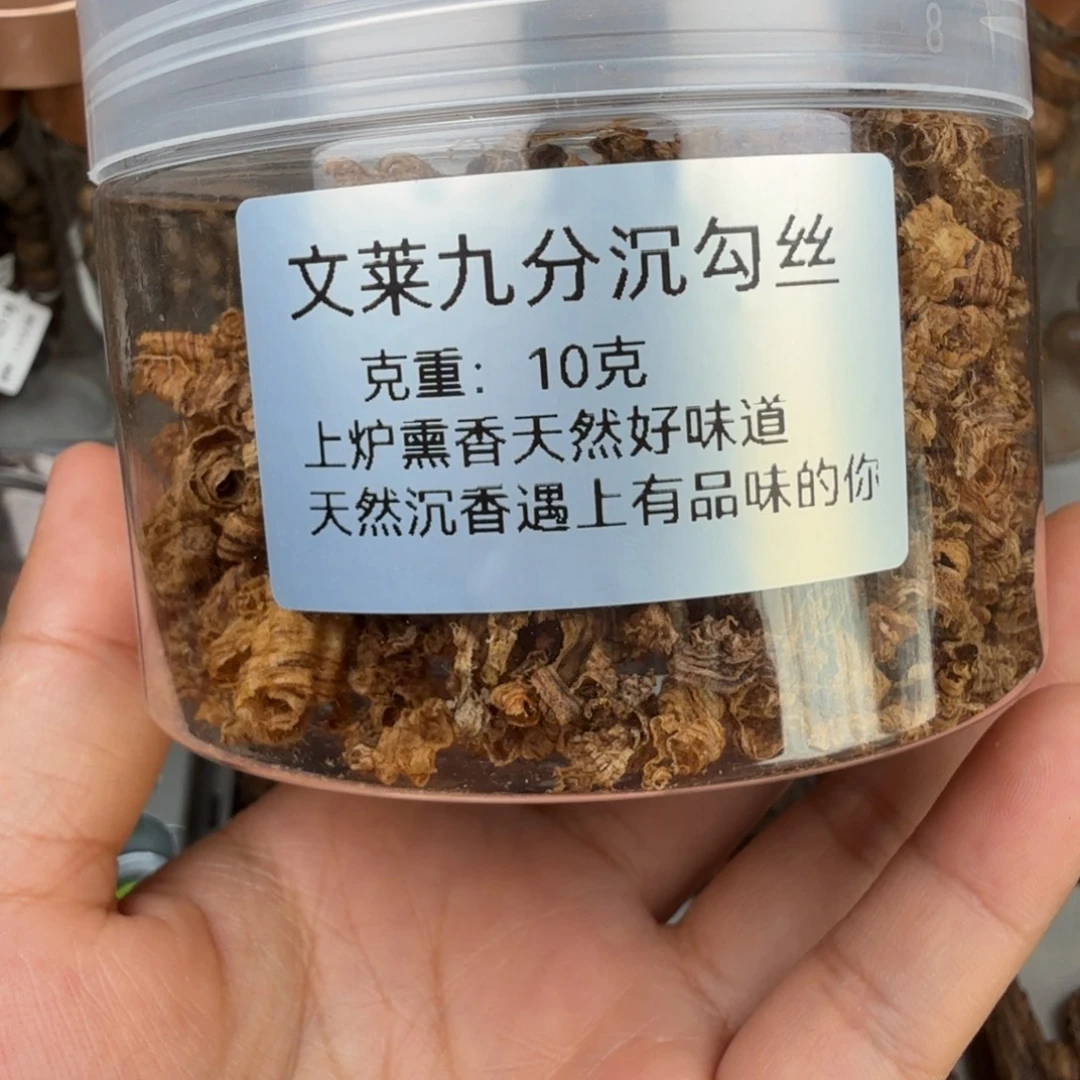 8
文莱九分沉勾丝
克重：10克
上炉熏香天然好味道
天然沉香遇上有品味的你